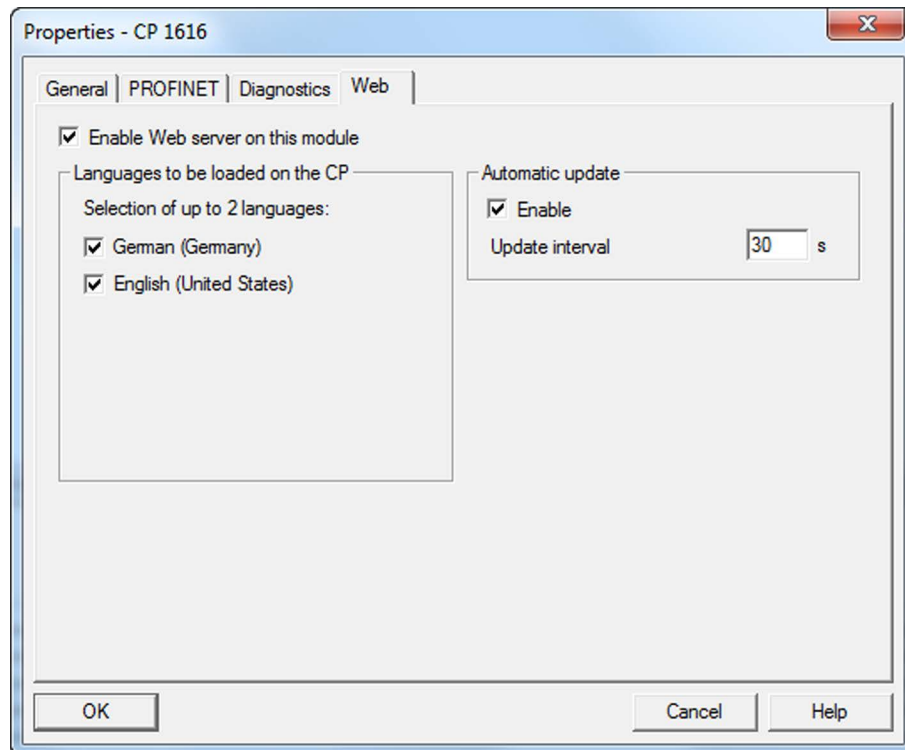 Properties - CP 1616
General PROFINET Diagnostics Web
Enable Web server on this module
Languages to be loaded on the CP
Selection of up to 2 languages:
German (Germany)
English (United States)
Automatic update
Enable
Update interval 30 s
OK Cancel Help